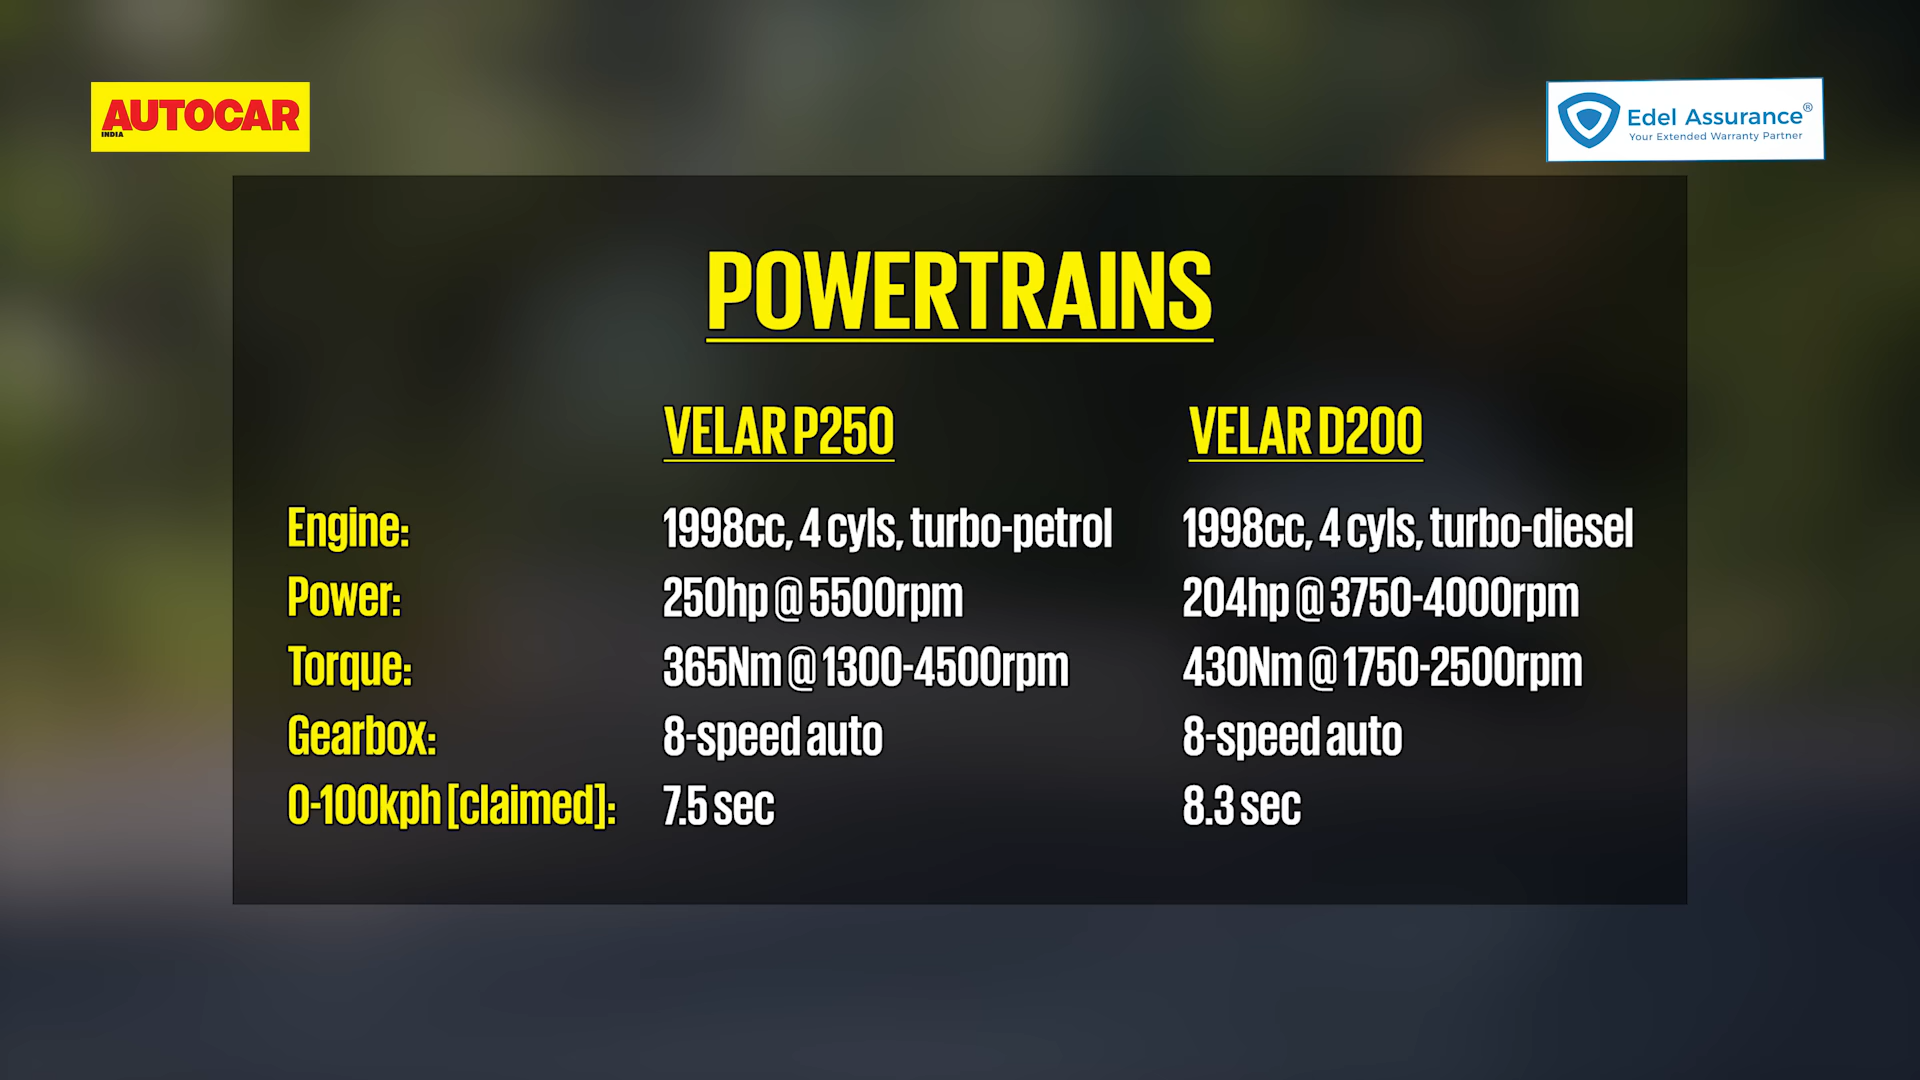 AUTOCAR
INDIA
Edel Assurance®
Your Extended Warranty Partner
POWERTRAINS
VELAR P250 VELAR D200
Engine: 1998cc, 4 cyls, turbo-petrol 1998cc, 4 cyls, turbo-diesel
Power: 250hp @ 5500rpm 204hp @ 3750-4000rpm
Torque: 365Nm @ 1300-4500rpm 430Nm @ 1750-2500rpm
Gearbox: 8-speed auto 8-speed auto
0-100kph [claimed]: 7.5 sec 8.3 sec